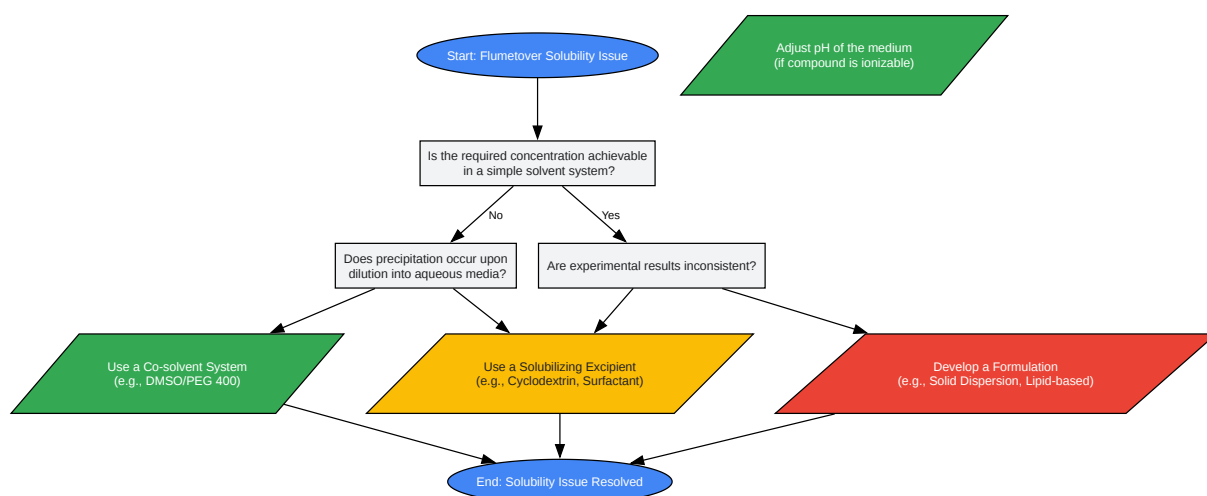 Start: Flumetover Solubility Issue
Adjust pH of the medium
(if compound is ionizable)
Is the required concentration achievable
in a simple solvent system?
No
Yes
Does precipitation occur upon
dilution into aqueous media?
Are experimental results inconsistent?
Use a Co-solvent System
(e.g., DMSO/PEG 400)
Use a Solubilizing Excipient
(e.g., Cyclodextrin, Surfactant)
Develop a Formulation
(e.g., Solid Dispersion, Lipid-based)
End: Solubility Issue Resolved